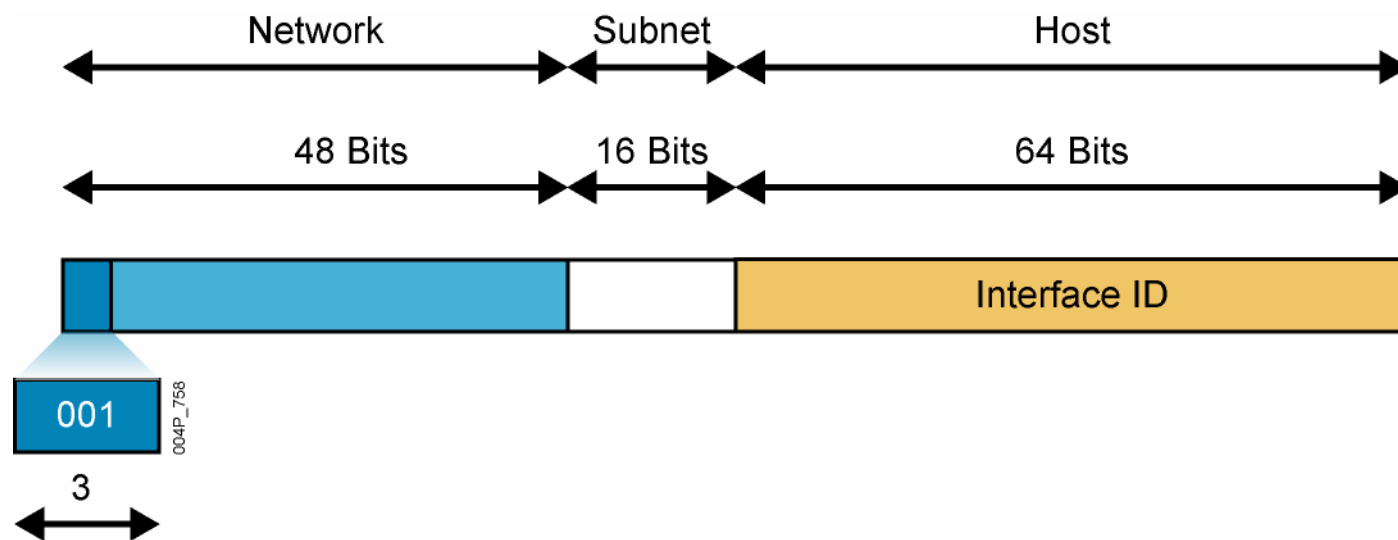 Network Subnet Host
48 Bits 16 Bits 64 Bits
Interface ID
001
004P_758
3